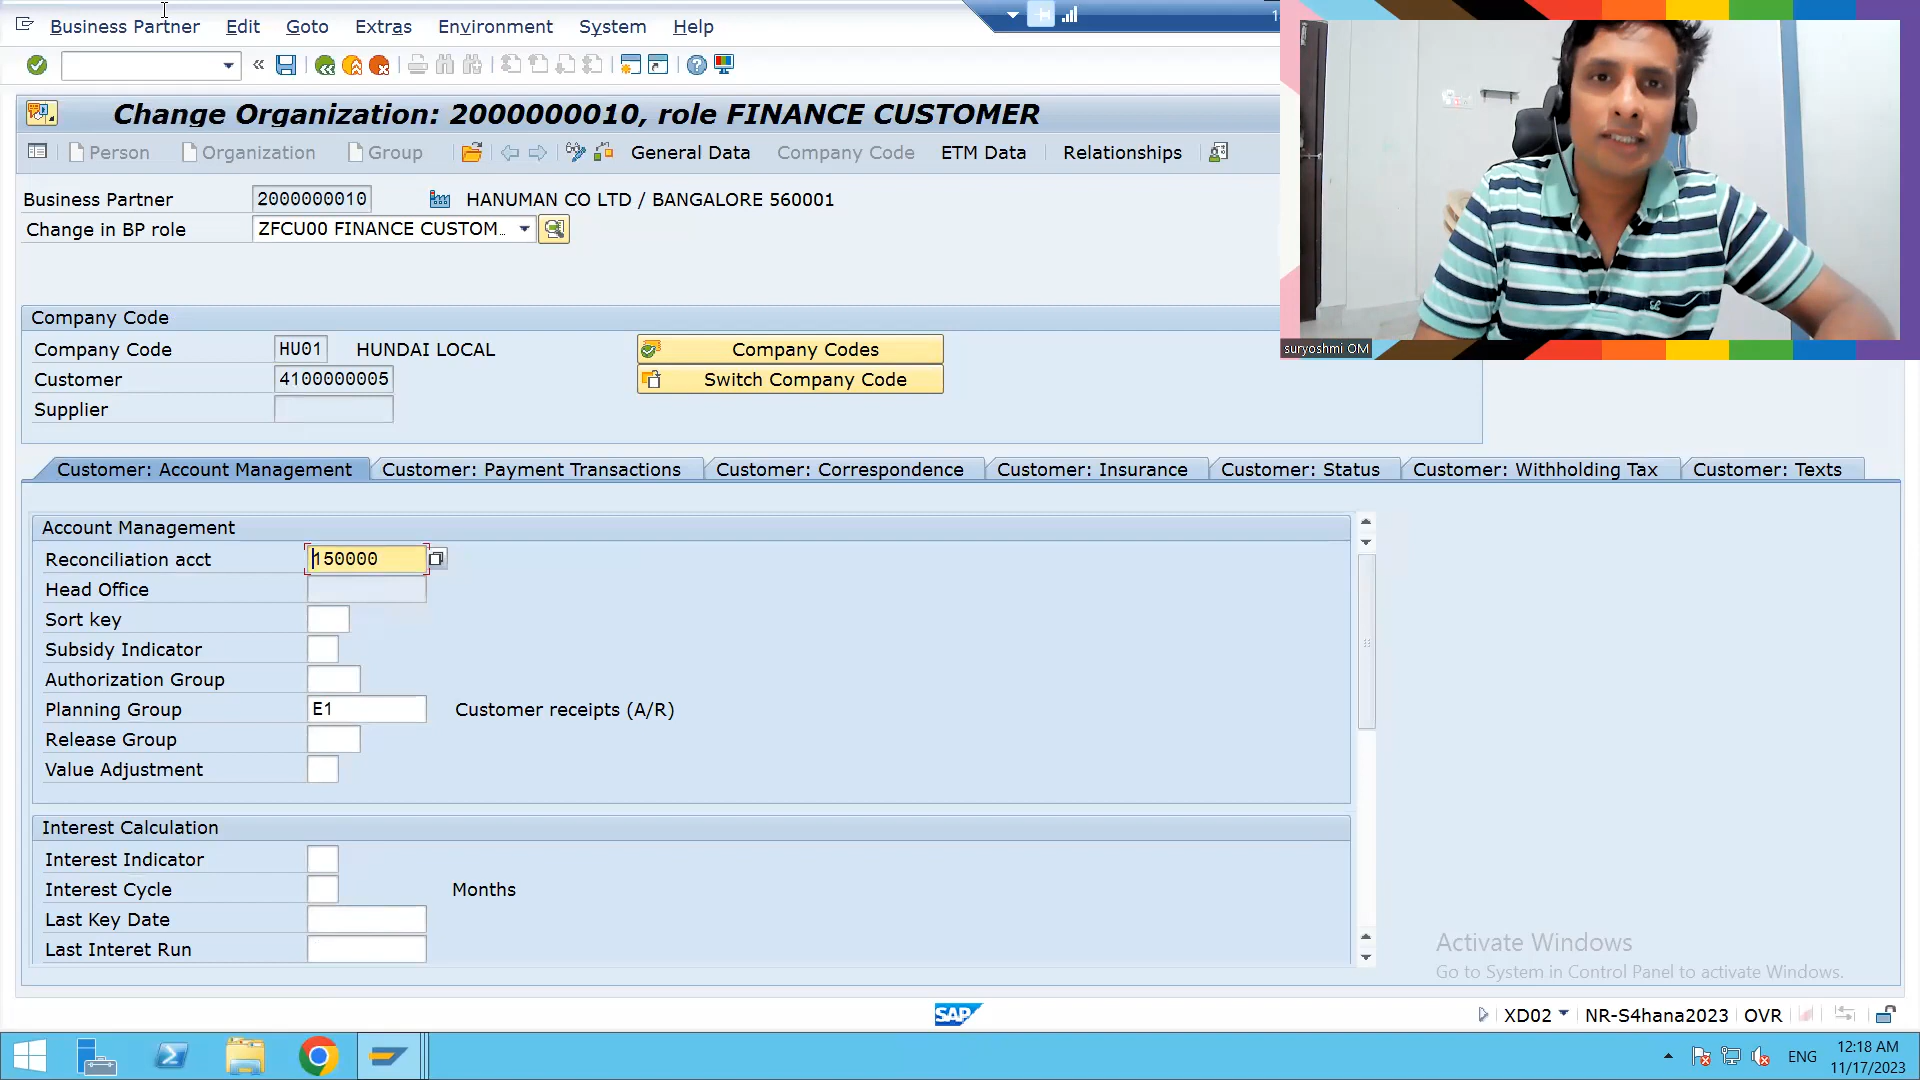 Business Partner Edit Goto Extras Environment System Help
Change Organization: 2000000010, role FINANCE CUSTOMER
Person Organization Group General Data Company Code ETM Data Relationships
Business Partner 2000000010 HANUMAN CO LTD / BANGALORE 560001
Change in BP role ZFCU00 FINANCE CUSTOM..
suryoshmi OM
Company Code
Company Code HU01 HUNDAI LOCAL Company Codes
Customer 4100000005 Switch Company Code
Supplier
Customer: Account Management Customer: Payment Transactions Customer: Correspondence Customer: Insurance Customer: Status Customer: Withholding Tax Customer: Texts
Account Management
Reconciliation acct 150000
Head Office
Sort key
Subsidy Indicator
Authorization Group
Planning Group E1 Customer receipts (A/R)
Release Group
Value Adjustment
Interest Calculation
Interest Indicator
Interest Cycle Months
Last Key Date
Last Interet Run
Activate Windows
Go to System in Control Panel to activate Windows.
SAP XD02 NR-S4hana2023 OVR
ENG 12:18 AM
11/17/2023